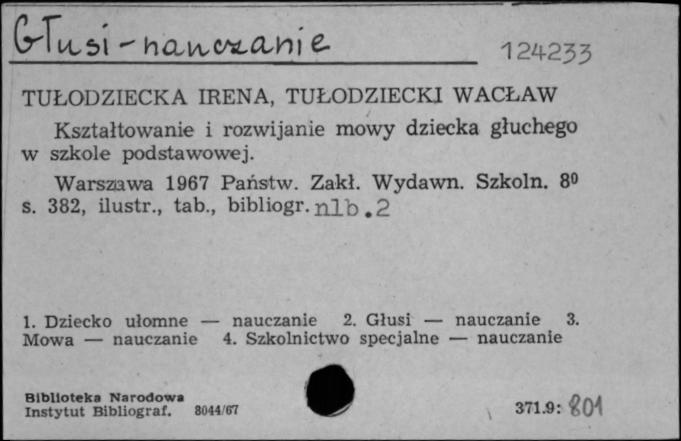 Głusi - nauczanie
124233
TUŁODZIECKA IRENA, TUŁODZIECKI WACŁAW
Kształtowanie i rozwijanie mowy dziecka głuchego
w szkole podstawowej.
Warszawa 1967 Państw. Zakł. Wydawn. Szkoln. 8⁰
s. 382, ilustr., tab., bibliogr. nlb.2
1. Dziecko ułomne — nauczanie 2. Głusi — nauczanie 3.
Mowa — nauczanie 4. Szkolnictwo specjalne — nauczanie
Biblioteka Narodowa
Instytut Bibliograf. 8044/67
371.9: 801